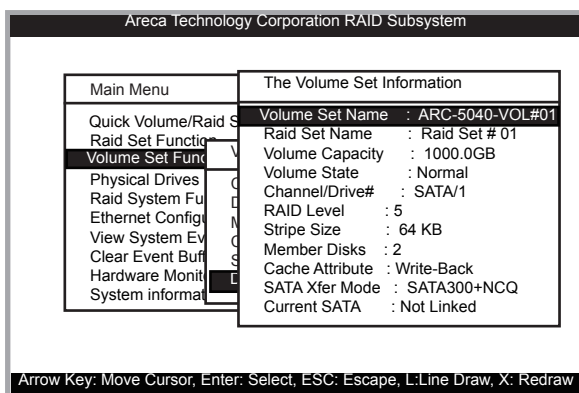 Areca Technology Corporation RAID Subsystem
Main Menu
Quick Volume/Raid S
Raid Set Function
Volume Set Func
Physical Drives
Raid System Fu
Ethernet Configu
View System Ev
Clear Event Buff
Hardware Monit
System informat
V
C
D
M
C
S
D
The Volume Set Information
Volume Set Name : ARC-5040-VOL#01
Raid Set Name : Raid Set # 01
Volume Capacity : 1000.0GB
Volume State : Normal
Channel/Drive# : SATA/1
RAID Level : 5
Stripe Size : 64 KB
Member Disks : 2
Cache Attribute : Write-Back
SATA Xfer Mode : SATA300+NCQ
Current SATA : Not Linked
Arrow Key: Move Cursor, Enter: Select, ESC: Escape, L:Line Draw, X: Redraw